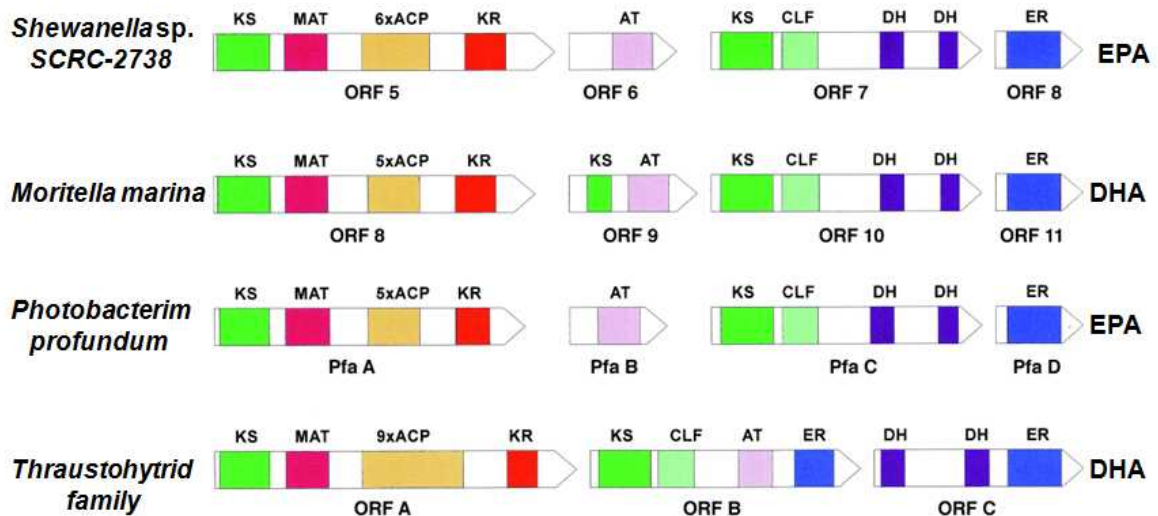 Shewanella sp.
SCRC-2738
KS MAT 6xACP KR AT KS CLF DH DH ER
EPA
ORF 5 ORF 6 ORF 7 ORF 8
Moritella marina
KS MAT 5xACP KR KS AT KS CLF DH DH ER
DHA
ORF 8 ORF 9 ORF 10 ORF 11
Photobacterim
profundum
KS MAT 5xACP KR AT KS CLF DH DH ER
EPA
Pfa A Pfa B Pfa C Pfa D
Thraustohytrid
family
KS MAT 9xACP KR KS CLF AT ER DH DH ER
DHA
ORF A ORF B ORF C